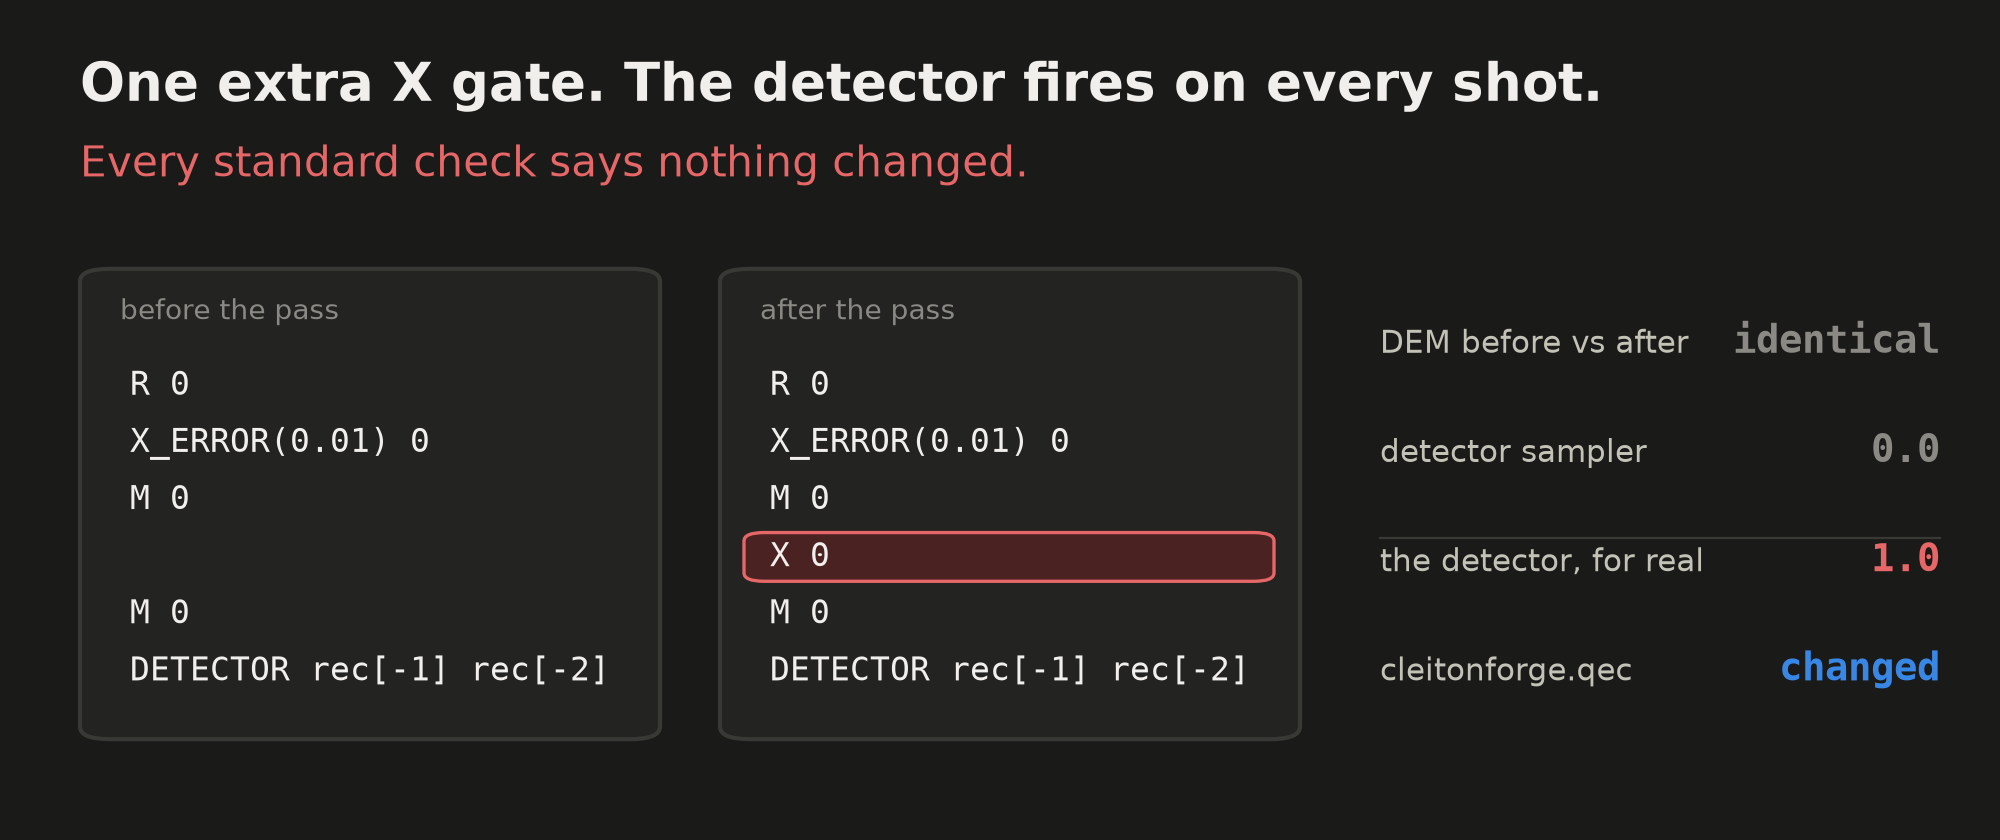 One extra X gate. The detector fires on every shot.
Every standard check says nothing changed.
before the pass
R 0
X_ERROR(0.01) 0
M 0
M 0
DETECTOR rec[-1] rec[-2]
after the pass
R 0
X_ERROR(0.01) 0
M 0
X 0
M 0
DETECTOR rec[-1] rec[-2]
DEM before vs after identical
detector sampler 0.0
the detector, for real 1.0
cleitonforge.qec changed